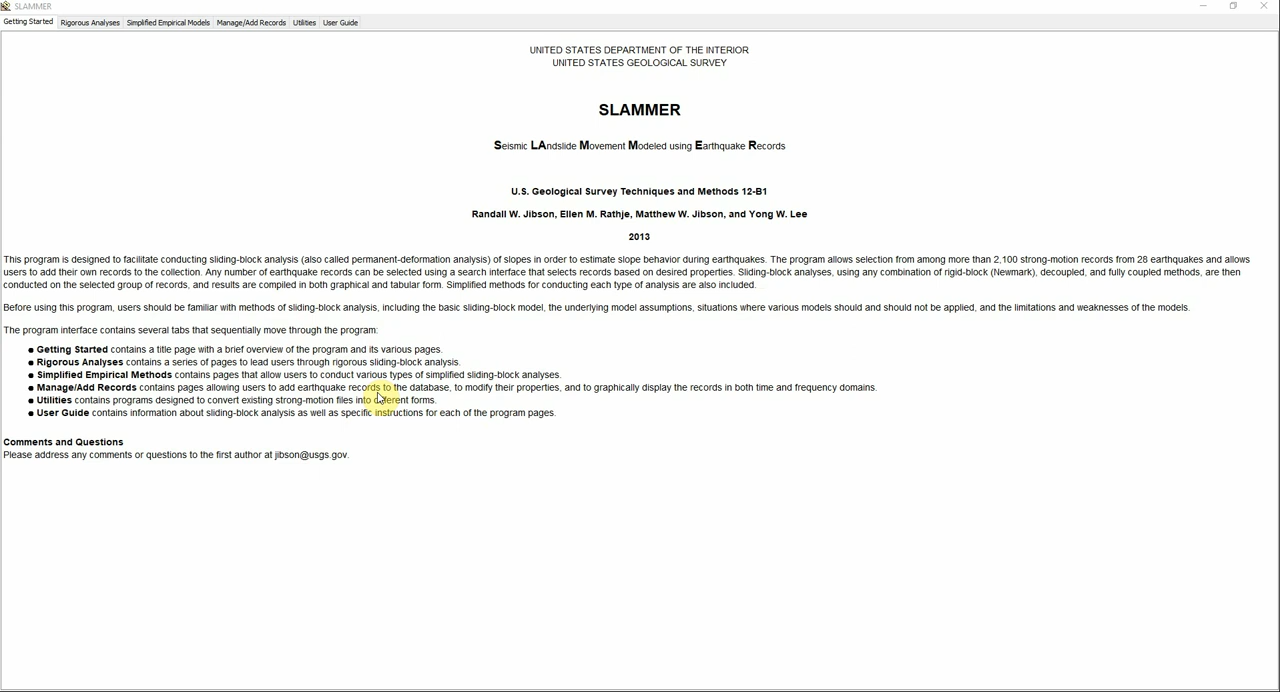 SLAMMER
Getting Started Rigorous Analyses Simplified Empirical Models Manage/Add Records Utilities User Guide
UNITED STATES DEPARTMENT OF THE INTERIOR
UNITED STATES GEOLOGICAL SURVEY
SLAMMER
Seismic LAndslide Movement Modeled using Earthquake Records
U.S. Geological Survey Techniques and Methods 12-B1
Randall W. Jibson, Ellen M. Rathje, Matthew W. Jibson, and Yong W. Lee
2013
This program is designed to facilitate conducting sliding-block analysis (also called permanent-deformation analysis) of slopes in order to estimate slope behavior during earthquakes. The program allows selection from among more than 2,100 strong-motion records from 28 earthquakes and allows
users to add their own records to the collection. Any number of earthquake records can be selected using a search interface that selects records based on desired properties. Sliding-block analyses, using any combination of rigid-block (Newmark), decoupled, and fully coupled methods, are then
conducted on the selected group of records, and results are compiled in both graphical and tabular form. Simplified methods for conducting each type of analysis are also included.
Before using this program, users should be familiar with methods of sliding-block analysis, including the basic sliding-block model, the underlying model assumptions, situations where various models should and should not be applied, and the limitations and weaknesses of the models.
The program interface contains several tabs that sequentially move through the program:
● Getting Started contains a title page with a brief overview of the program and its various pages.
● Rigorous Analyses contains a series of pages to lead users through rigorous sliding-block analysis.
● Simplified Empirical Methods contains pages that allow users to conduct various types of simplified sliding-block analyses.
● Manage/Add Records contains pages allowing users to add earthquake records to the database, to modify their properties, and to graphically display the records in both time and frequency domains.
● Utilities contains programs designed to convert existing strong-motion files into different forms.
● User Guide contains information about sliding-block analysis as well as specific instructions for each of the program pages.
Comments and Questions
Please address any comments or questions to the first author at jibson@usgs.gov.